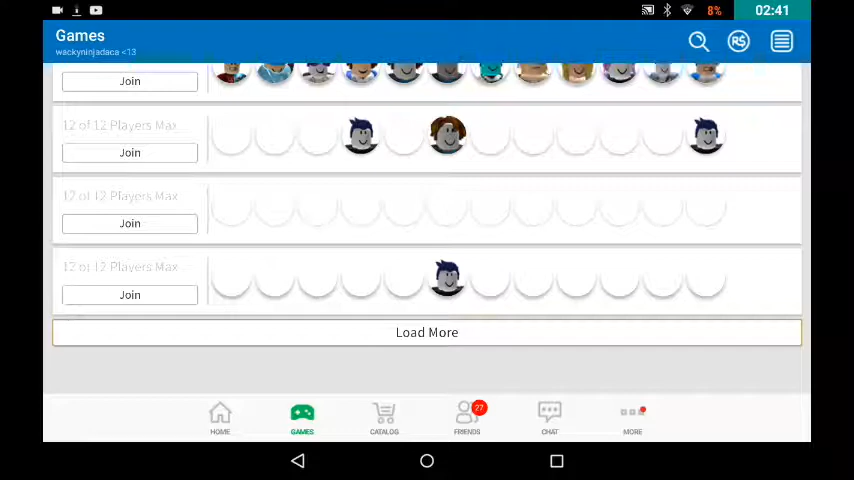 8%
02:41
Games
wackyninjadaca <13
R$
Join
12 of 12 Players Max
Join
12 of 12 Players Max
Join
12 of 12 Players Max
Join
Load More
27
HOME
GAMES
CATALOG
FRIENDS
CHAT
MORE